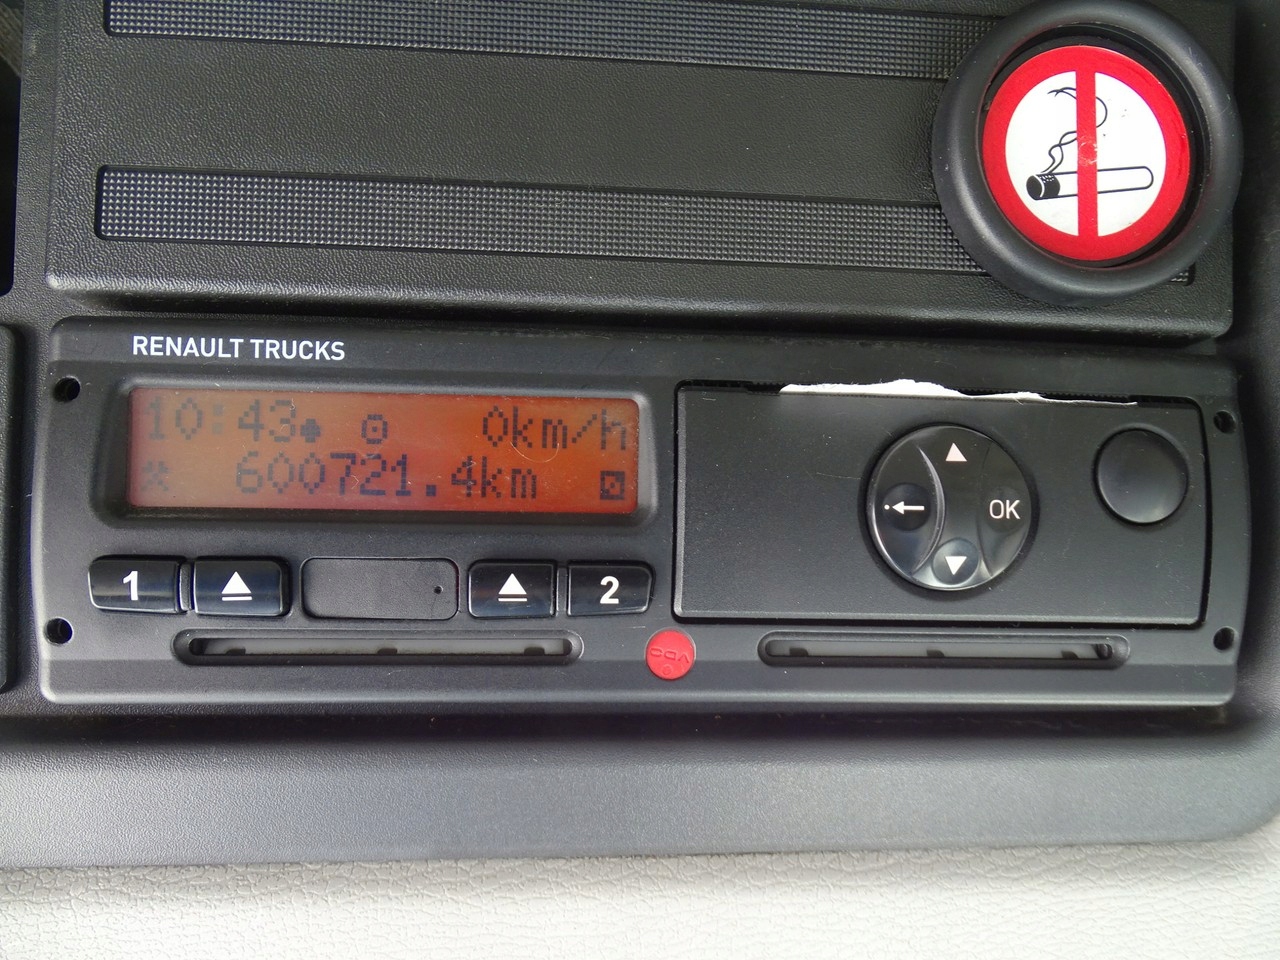 RENAULT TRUCKS
10:43 0km/h
600721.4km
1
2
OK
VDO